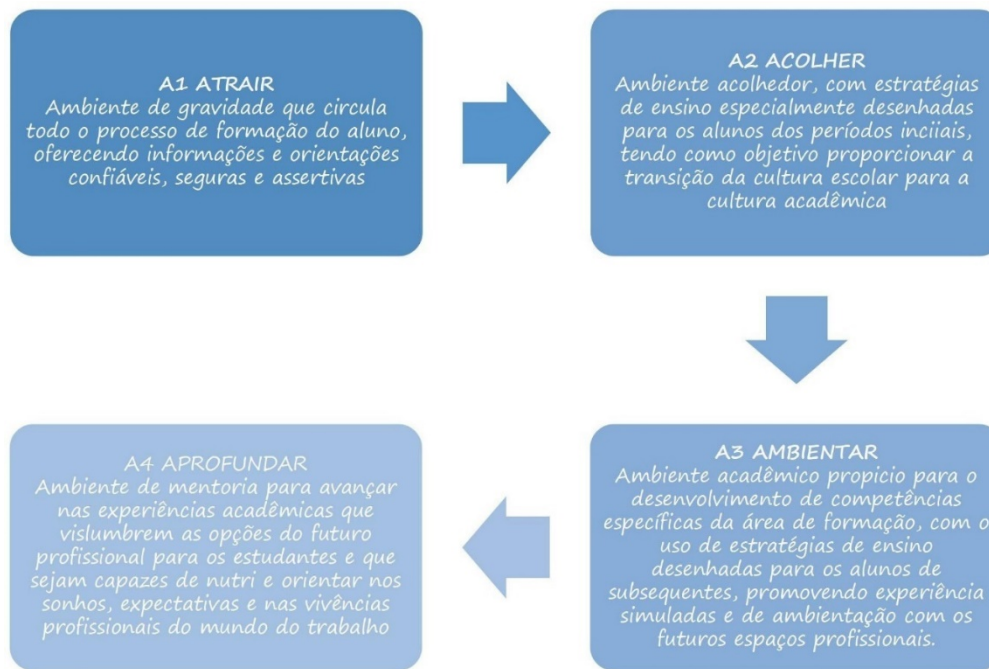 A1 ATRAIR
Ambiente de gravidade que circula
todo o processo de formação do aluno,
oferecendo informações e orientações
confiáveis, seguras e assertivas
A2 ACOLHER
Ambiente acolhedor, com estratégias
de ensino especialmente desenhadas
para os alunos dos períodos inciiais,
tendo como objetivo proporcionar a
transição da cultura escolar para a
cultura acadêmica
A3 AMBIENTAR
Ambiente acadêmico propicio para o
desenvolvimento de competências
específicas da área de formação, com o
uso de estratégias de ensino
desenhadas para os alunos de
subsequentes, promovendo experiência
simuladas e de ambientação com os
futuros espaços profissionais.
A4 APROFUNDAR
Ambiente de mentoria para avançar
nas experiências acadêmicas que
vislumbrem as opções do futuro
profissional para os estudantes e que
sejam capazes de nutri e orientar nos
sonhos, expectativas e nas vivências
profissionais do mundo do trabalho